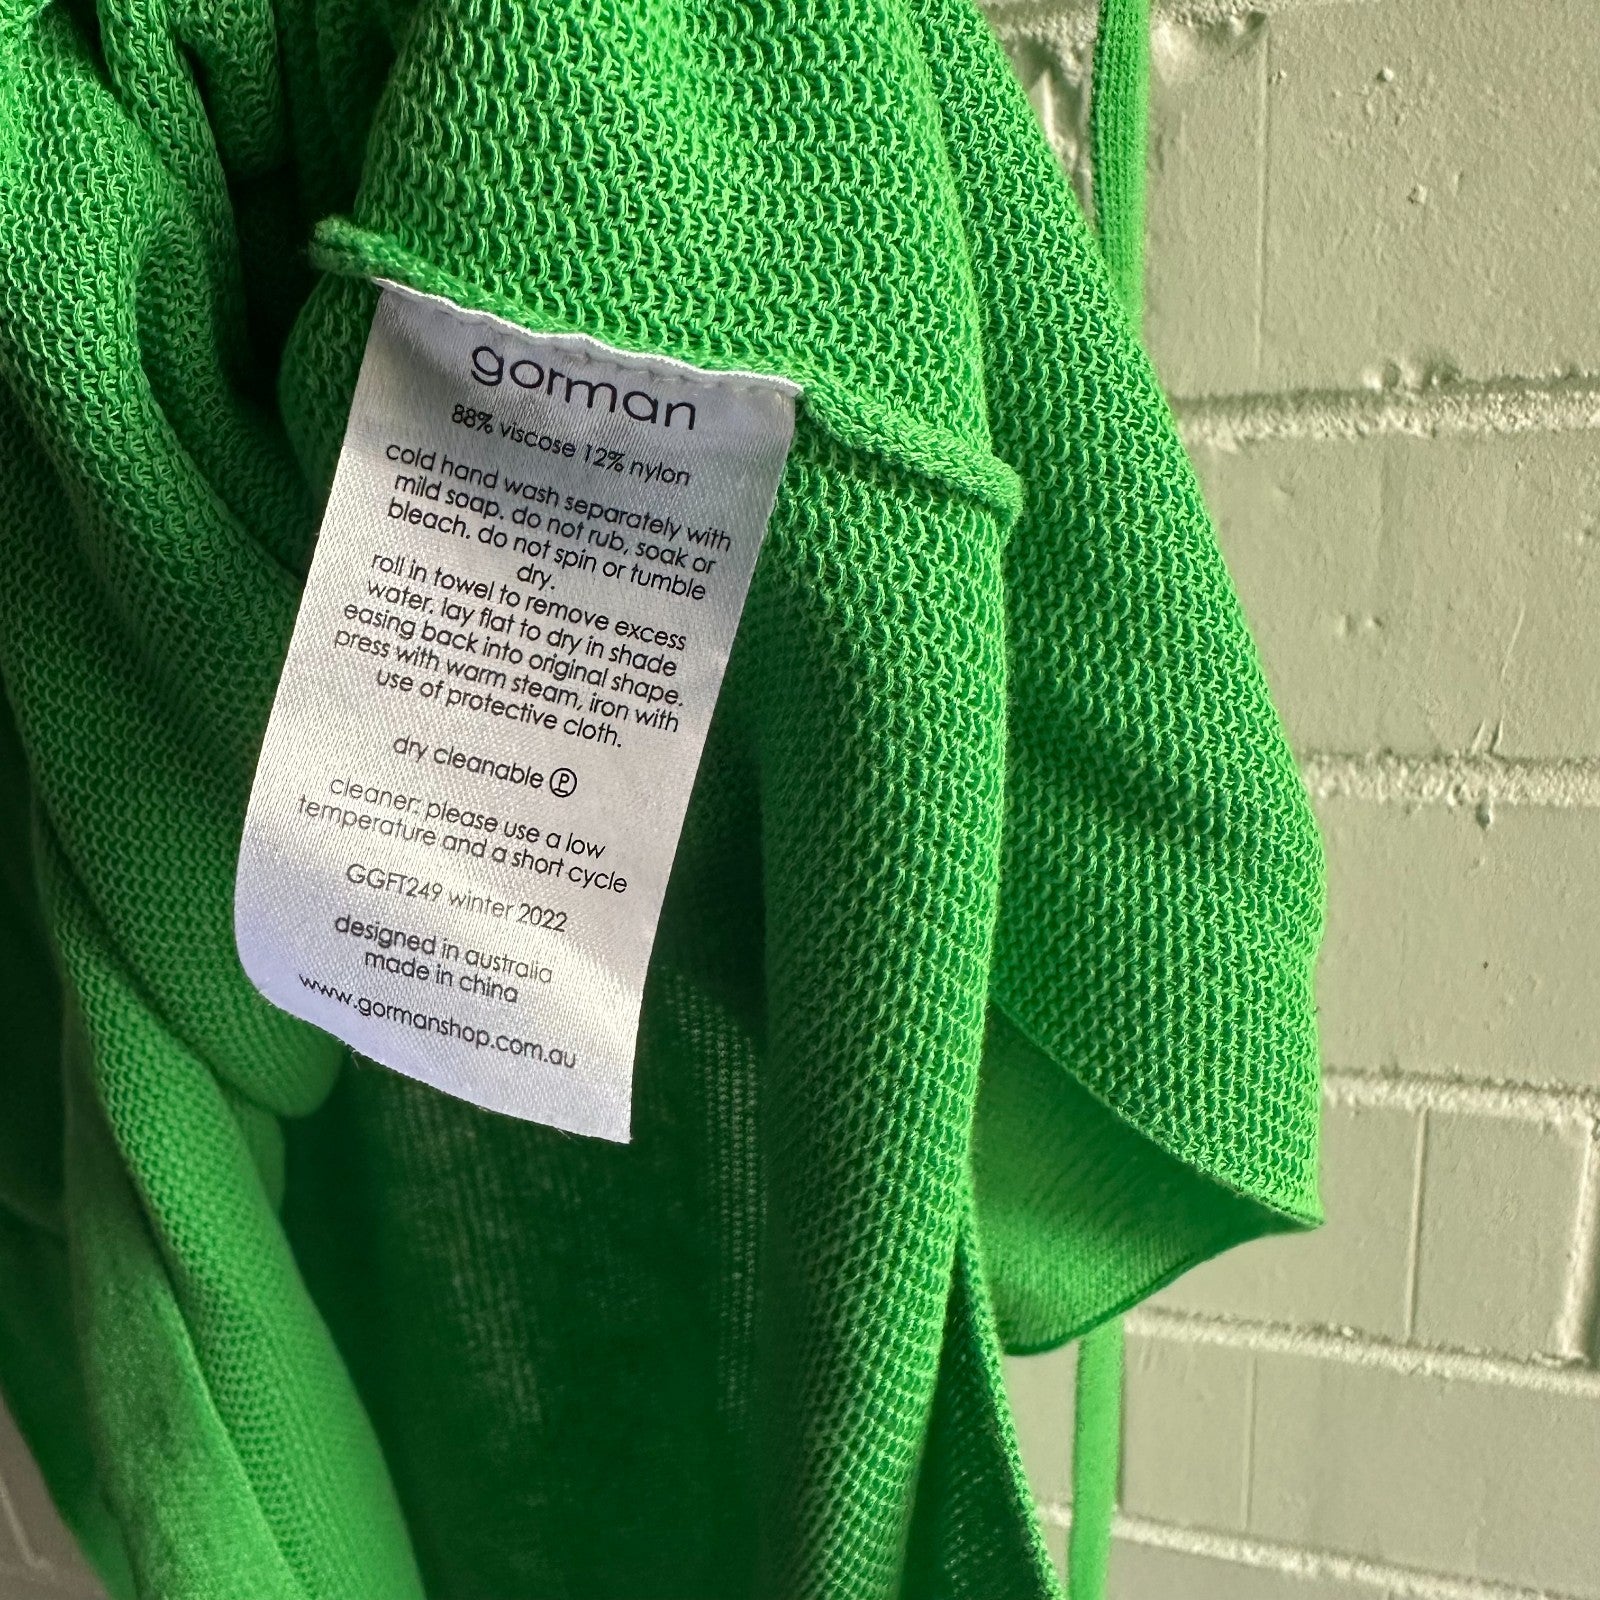 gorman
88% viscose 12% nylon
cold hand wash separately with
mild soap. do not rub, soak or
bleach. do not spin or tumble
dry.
roll in towel to remove excess
water. lay flat to dry in shade
easing back into original shape.
press with warm steam, iron with
use of protective cloth.
dry cleanable Ⓟ
cleaner: please use a low
temperature and a short cycle
GGFT249 winter 2022
designed in australia
made in china
www.gormanshop.com.au